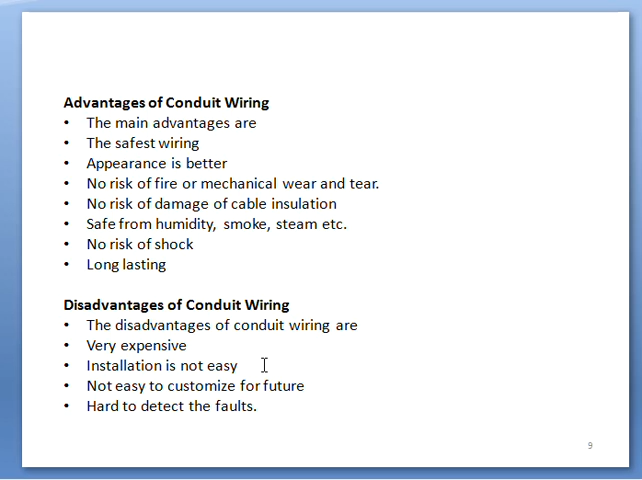 Advantages of Conduit Wiring
• The main advantages are
• The safest wiring
• Appearance is better
• No risk of fire or mechanical wear and tear.
• No risk of damage of cable insulation
• Safe from humidity, smoke, steam etc.
• No risk of shock
• Long lasting
Disadvantages of Conduit Wiring
• The disadvantages of conduit wiring are
• Very expensive
• Installation is not easy
• Not easy to customize for future
• Hard to detect the faults.
9